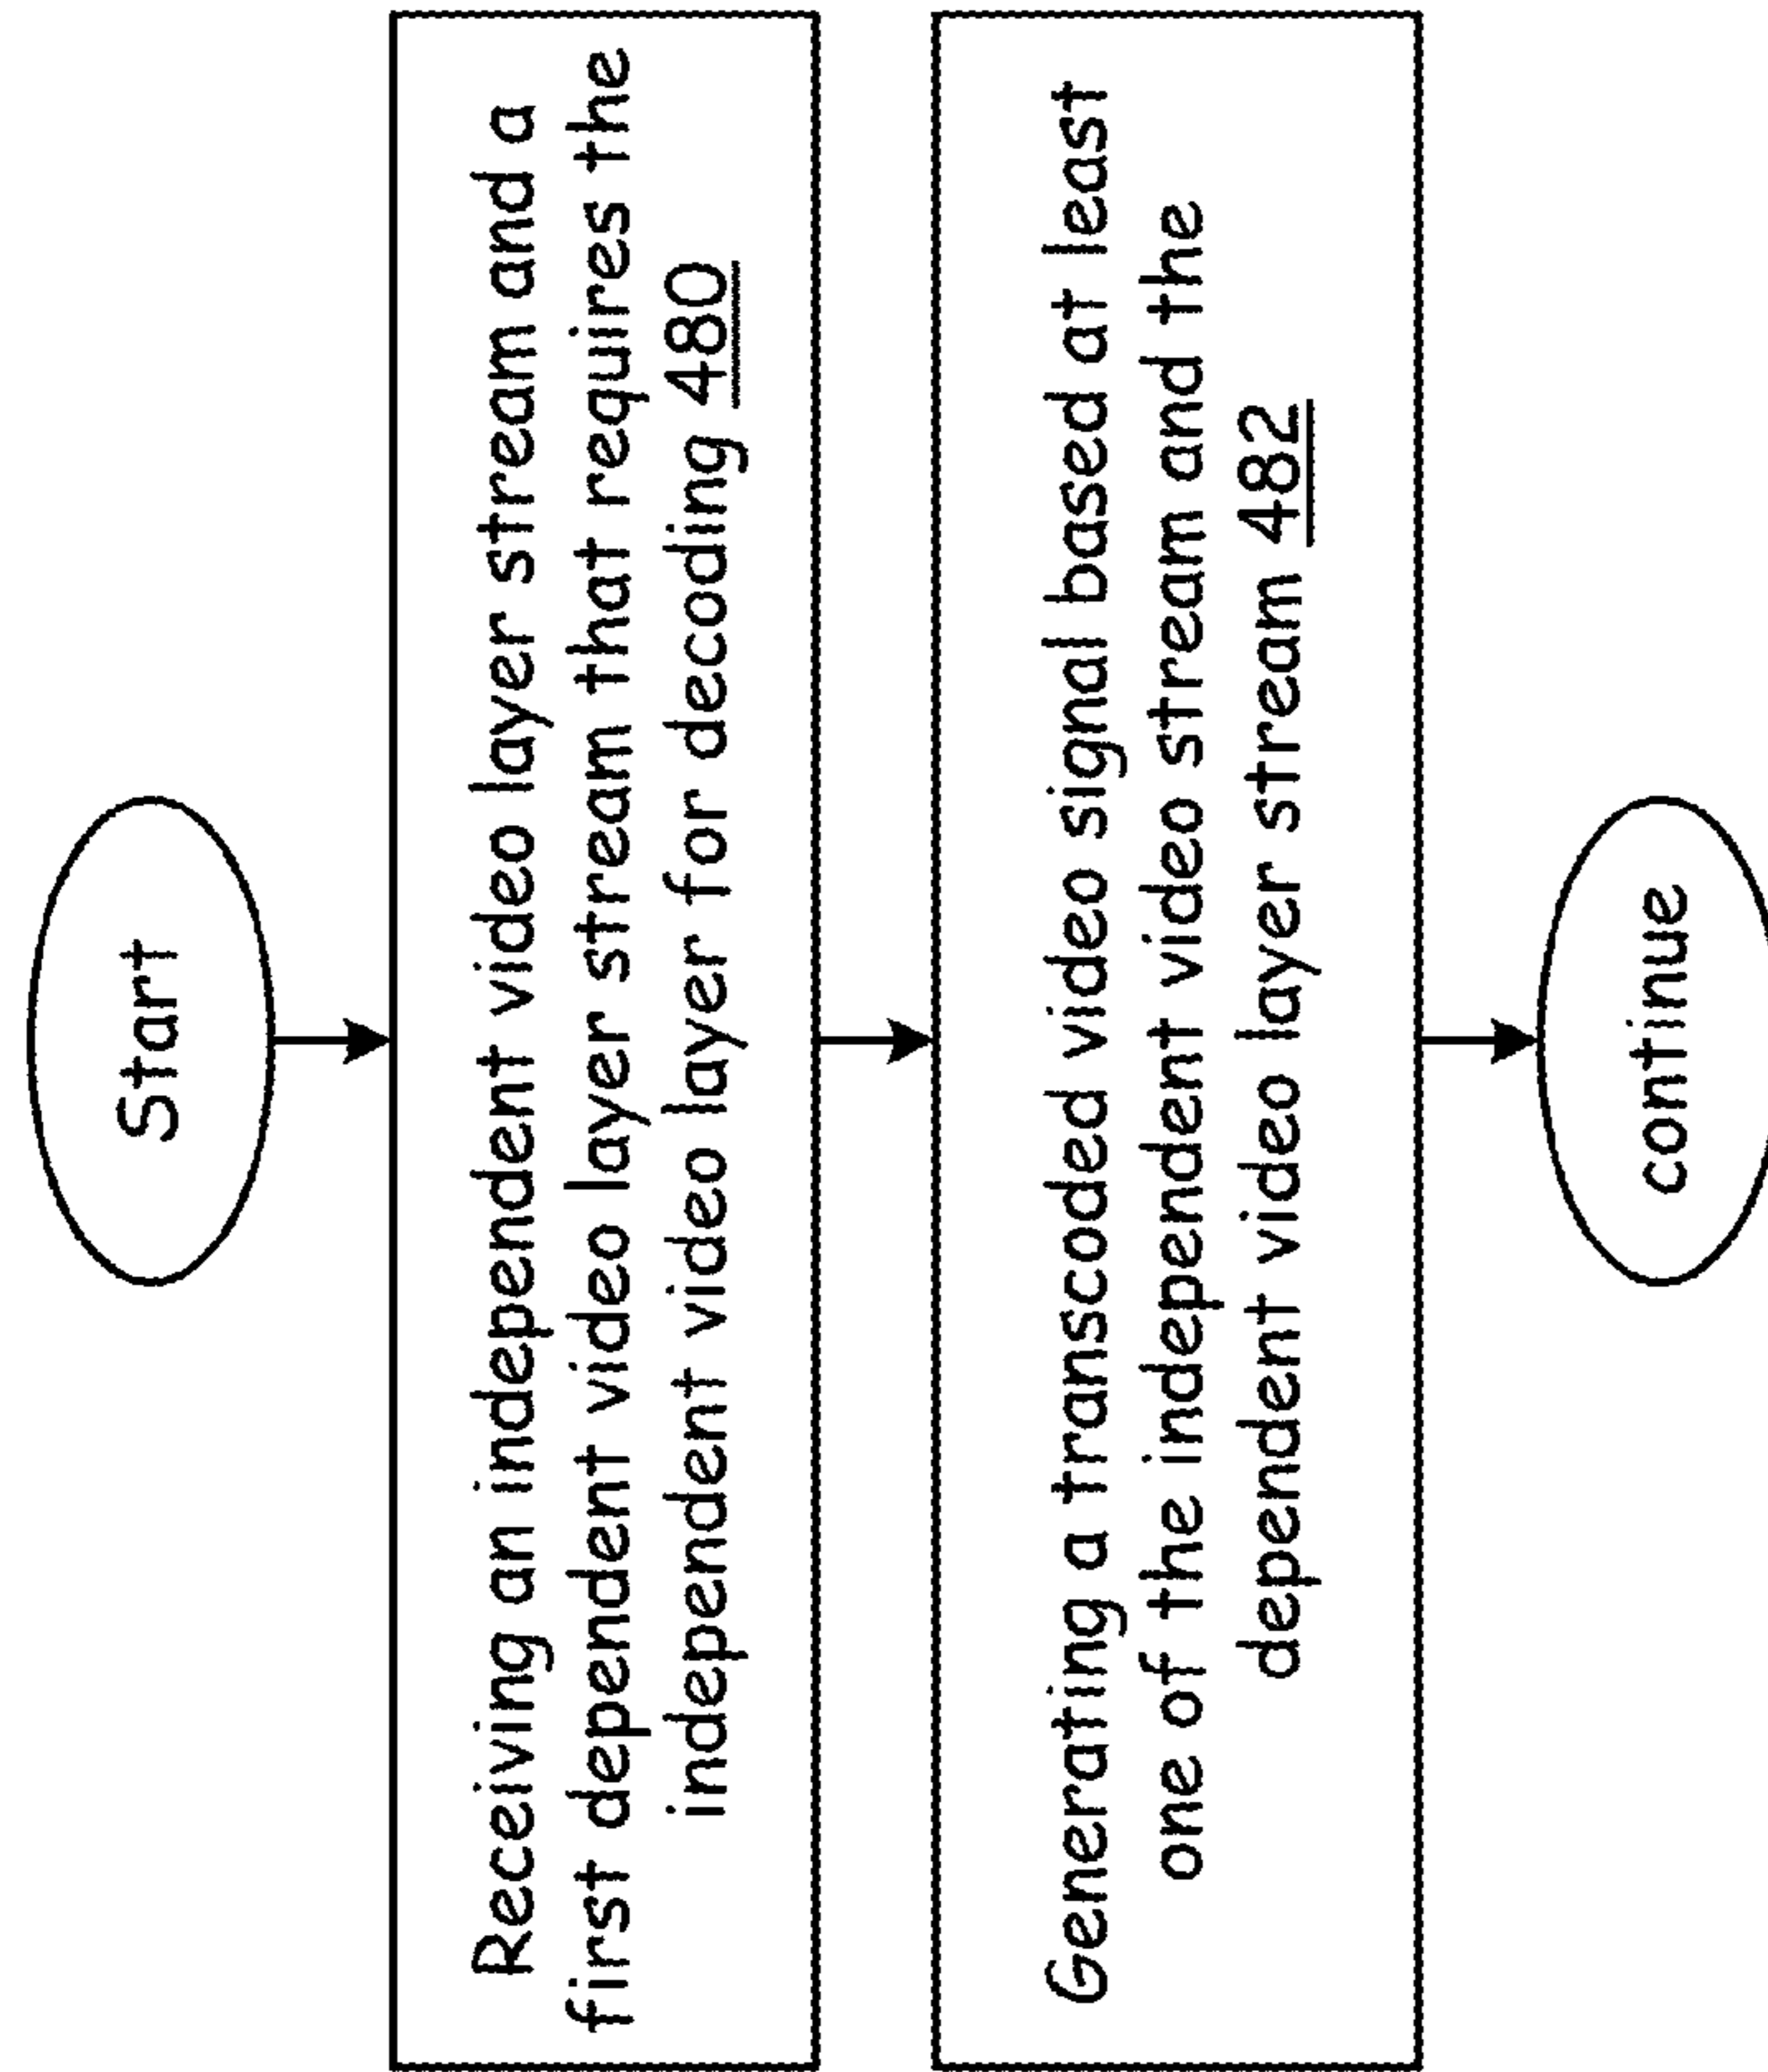 Start
Receiving an independent video layer stream and a
first dependent video layer stream that requires the
independent video layer for decoding 480
Generating a transcoded video signal based at least
one of the independent video stream and the
dependent video layer stream 482
continue